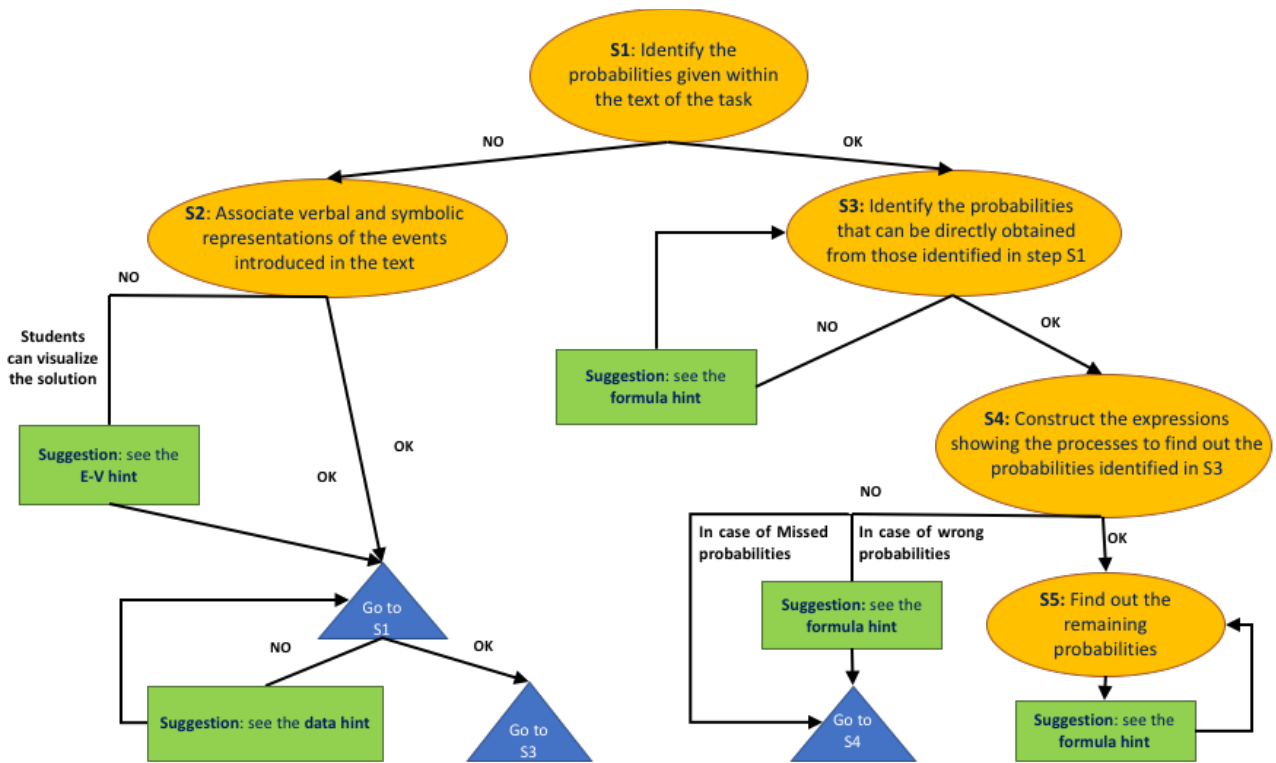 S1: Identify the
probabilities given within
the text of the task
NO
OK
S2: Associate verbal and symbolic
representations of the events
introduced in the text
S3: Identify the probabilities
that can be directly obtained
from those identified in step S1
NO
Students
can visualize
the solution
NO
OK
Suggestion: see the
formula hint
S4: Construct the expressions
showing the processes to find out the
probabilities identified in S3
Suggestion: see the
E-V hint
OK
OK
NO
In case of Missed
probabilities
In case of wrong
probabilities
OK
Suggestion: see the
formula hint
S5: Find out the
remaining
probabilities
Go to
S1
NO
OK
Suggestion: see the data hint
Go to
S3
Go to
S4
Suggestion: see the
formula hint